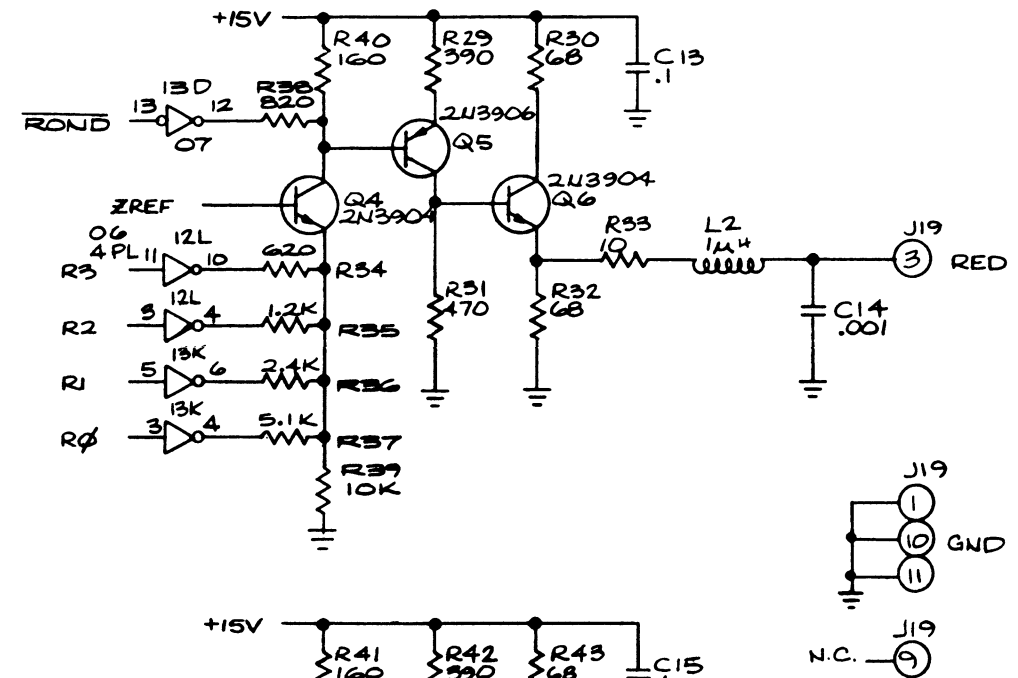 +15V
R40
160
R29
390
R30
68
C13
.1
13D
13 12
07
R38
820
ROND
2N3906
Q5
ZREF
Q4
2N3904
2N3904
Q6
R33
10
L2
1μH
J19
3 RED
06
4PL
R3 11 12L 10 620 R34
R2 3 12L 4 1.2K R35
R1 5 13K 6 2.4K R36
RØ 3 13K 4 5.1K R37
R31
470
R32
68
C14
.001
R39
10K
J19
1
10 GND
11
+15V
R41
160
R42
390
R43
68
C15
J19
N.C. 9